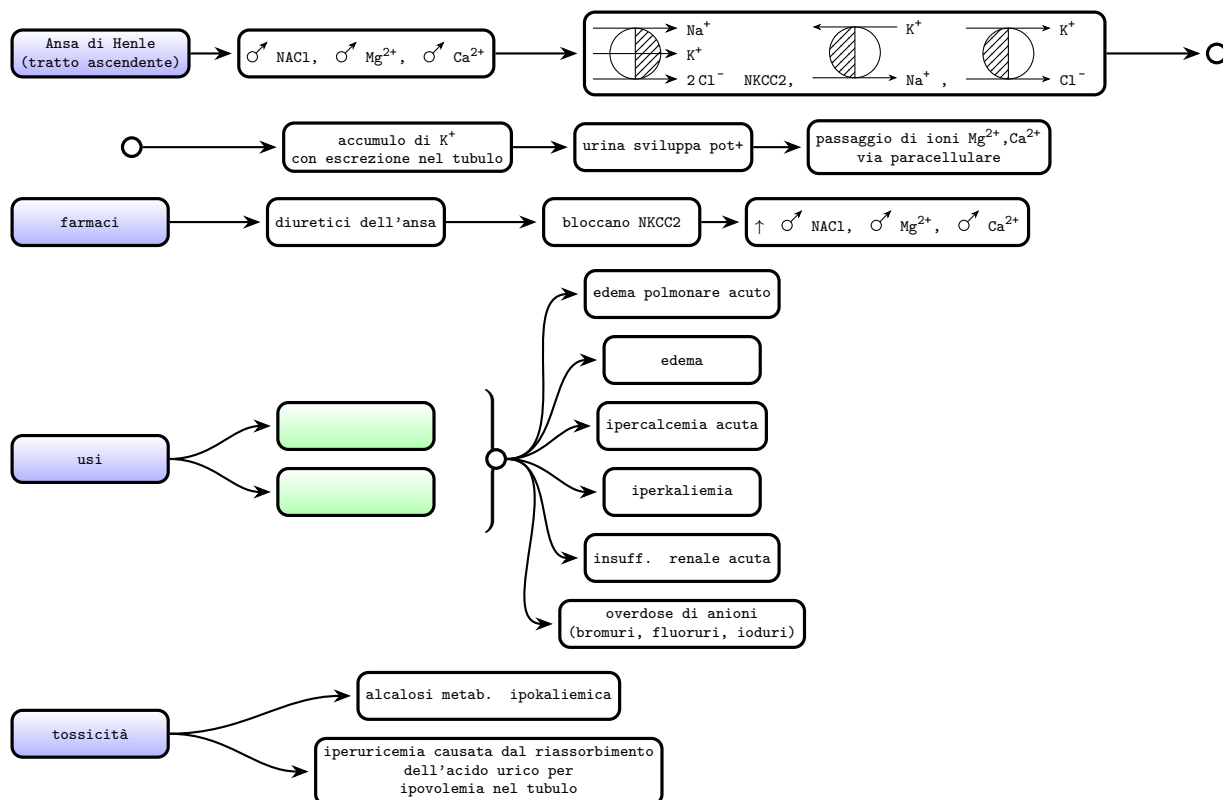 Ansa di Henle
(tratto ascendente)
♂ NACl, ♂ Mg²⁺, ♂ Ca²⁺
Na⁺
K⁺
2 Cl⁻ NKCC2,
K⁺
Na⁺ ,
K⁺
Cl⁻
accumulo di K⁺
con escrezione nel tubulo
urina sviluppa pot+
passaggio di ioni Mg²⁺,Ca²⁺
via paracellulare
farmaci
diuretici dell'ansa
bloccano NKCC2
↑ ♂ NACl, ♂ Mg²⁺, ♂ Ca²⁺
edema polmonare acuto
edema
ipercalcemia acuta
usi
iperkaliemia
insuff. renale acuta
overdose di anioni
(bromuri, fluoruri, ioduri)
alcalosi metab. ipokaliemica
tossicità
iperuricemia causata dal riassorbimento
dell'acido urico per
ipovolemia nel tubulo